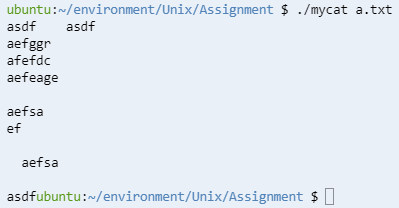 ubuntu:~/environment/Unix/Assignment $ ./mycat a.txt
asdf    asdf
aefggr
afefdc
aefeage

aefsa
ef

  aefsa

asdfubuntu:~/environment/Unix/Assignment $